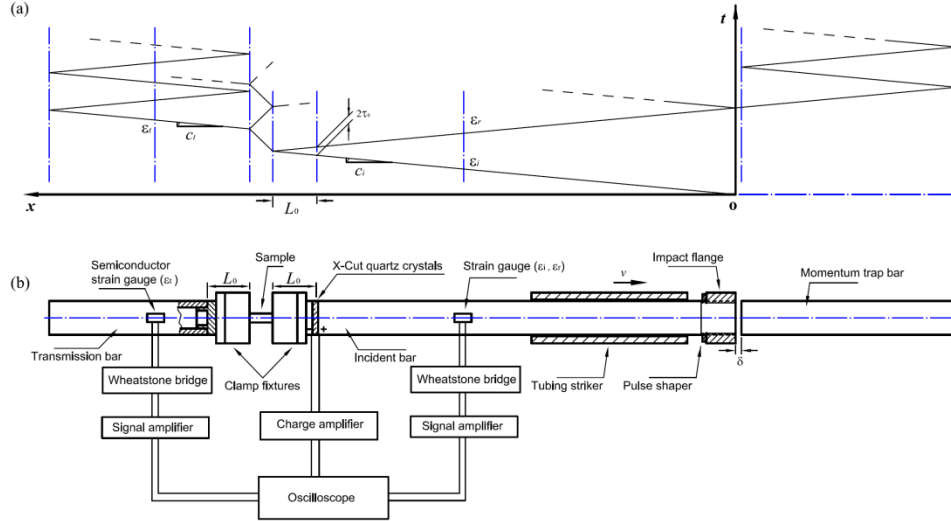 (a)
t
2τₛ
εₜ
cₜ
εᵣ
εᵢ
cᵢ
x
L₀
o
(b)
Semiconductor
strain gauge (εₜ)
L₀
Sample
L₀
X-Cut quartz crystals
Strain gauge (εᵢ, εᵣ)
v
Impact flange
Momentum trap bar
+
Transmission bar
Clamp fixtures
Incident bar
Tubing striker
Pulse shaper
δ
Wheatstone bridge
Wheatstone bridge
Signal amplifier
Charge amplifier
Signal amplifier
Oscilloscope